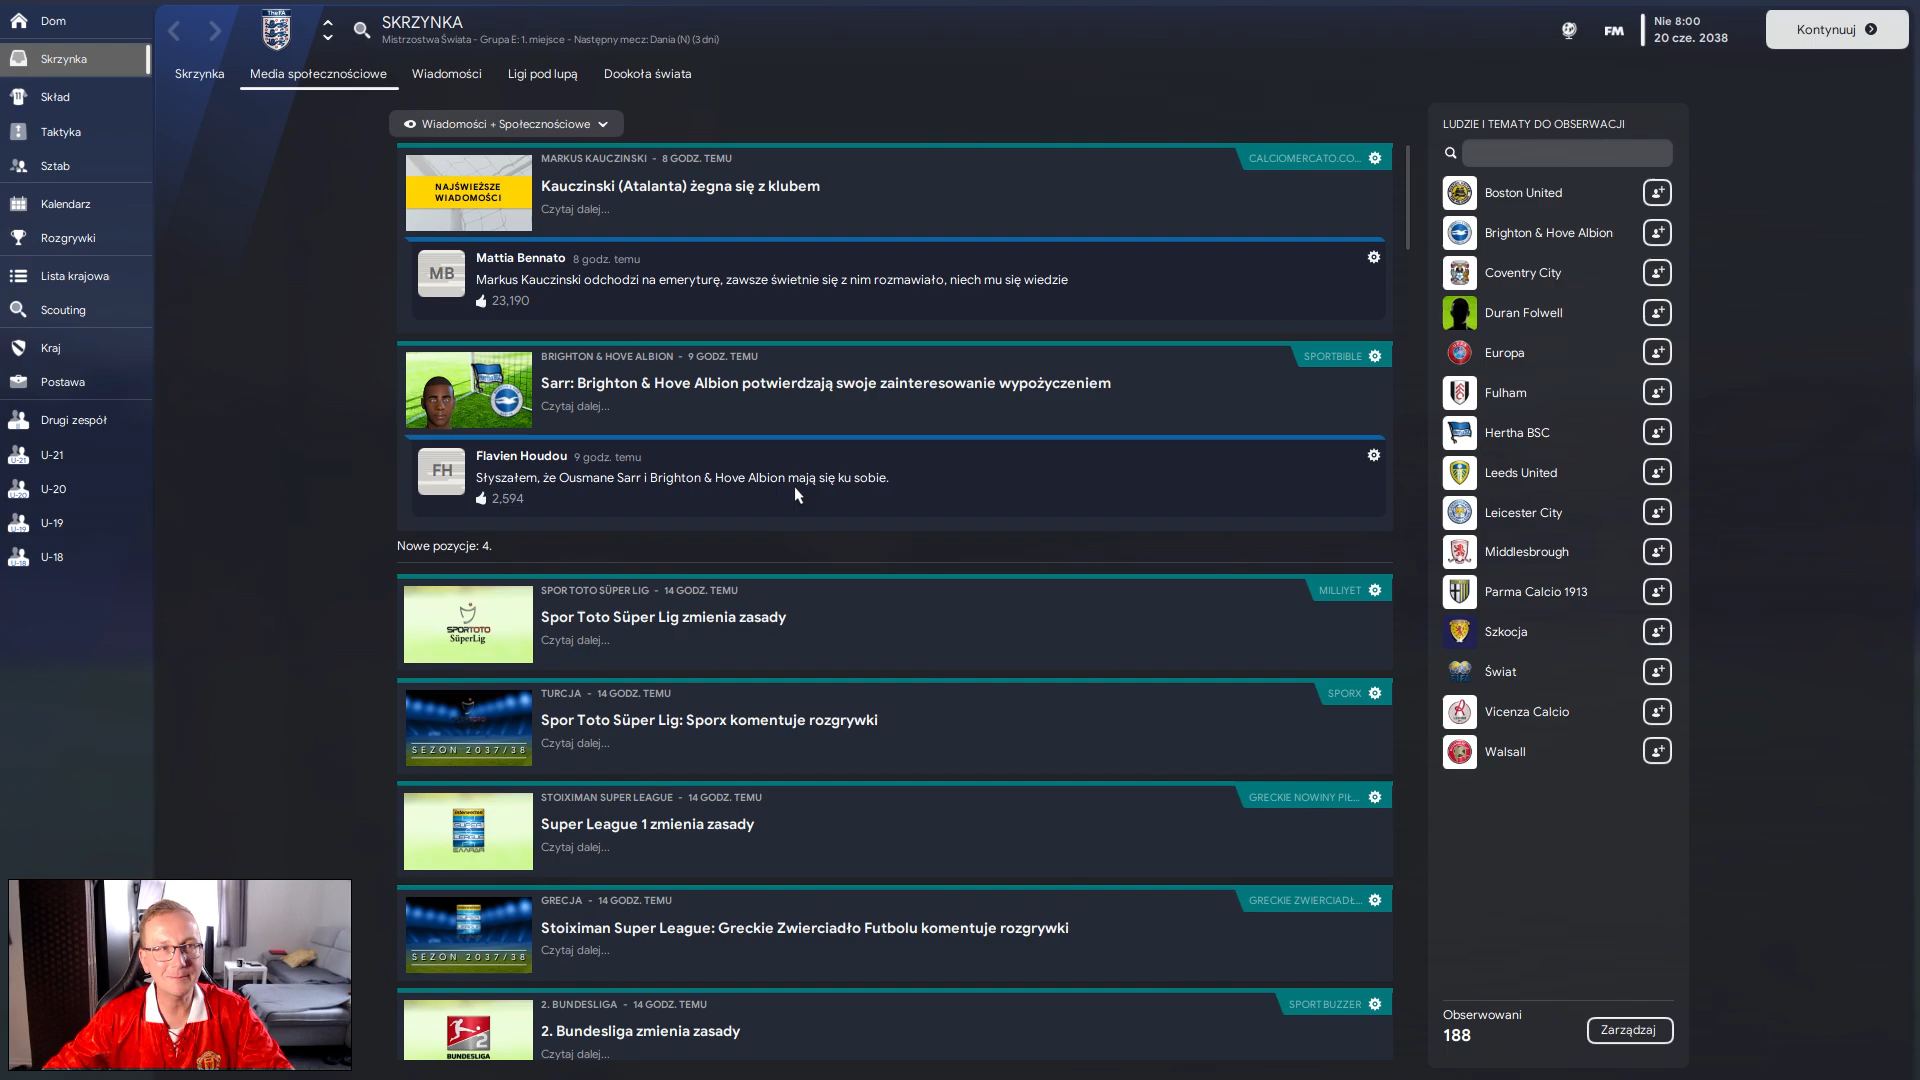 Dom
Skrzynka
Skład
Taktyka
Sztab
Kalendarz
Rozgrywki
Lista krajowa
Scouting
Kraj
Postawa
Drugi zespół
U-21
U-21
U-20
U-20
U-19
U-19
U-18
U-18
TheFA
SKRZYNKA
Mistrzostwa Świata - Grupa E: 1. miejsce - Następny mecz: Dania (N) (3 dni)
FM
Nie 8:00
20 cze. 2038
Kontynuuj
Skrzynka
Media społecznościowe
Wiadomości
Ligi pod lupą
Dookoła świata
Wiadomości + Społecznościowe
NAJŚWIEŻSZE
WIADOMOŚCI
MARKUS KAUCZINSKI - 8 GODZ. TEMU
CALCIOMERCATO.CO...
Kauczinski (Atalanta) żegna się z klubem
Czytaj dalej...
MB
Mattia Bennato 8 godz. temu
Markus Kauczinski odchodzi na emeryturę, zawsze świetnie się z nim rozmawiało, niech mu się wiedzie
23,190
BRIGHTON & HOVE ALBION - 9 GODZ. TEMU
SPORTBIBLE
Sarr: Brighton & Hove Albion potwierdzają swoje zainteresowanie wypożyczeniem
Czytaj dalej...
FH
Flavien Houdou 9 godz. temu
Słyszałem, że Ousmane Sarr i Brighton & Hove Albion mają się ku sobie.
2,594
Nowe pozycje: 4.
SPORTOTO
SüperLig
SPOR TOTO SÜPER LIG - 14 GODZ. TEMU
MILLIYET
Spor Toto Süper Lig zmienia zasady
Czytaj dalej...
SEZON 2037/38
TURCJA - 14 GODZ. TEMU
SPORX
Spor Toto Süper Lig: Sporx komentuje rozgrywki
Czytaj dalej...
STOIXIMAN SUPER LEAGUE - 14 GODZ. TEMU
GRECKIE NOWINY PIŁ...
Super League 1 zmienia zasady
Czytaj dalej...
SEZON 2037/38
GRECJA - 14 GODZ. TEMU
GRECKIE ZWIERCIADŁ...
Stoiximan Super League: Greckie Zwierciadło Futbolu komentuje rozgrywki
Czytaj dalej...
BUNDESLIGA
2. BUNDESLIGA - 14 GODZ. TEMU
SPORTBUZZER
2. Bundesliga zmienia zasady
Czytaj dalej...
LUDZIE I TEMATY DO OBSERWACJI
Boston United
Brighton & Hove Albion
Coventry City
Duran Folwell
Europa
Fulham
Hertha BSC
Leeds United
Leicester City
Middlesbrough
Parma Calcio 1913
Szkocja
Świat
Vicenza Calcio
Walsall
Obserwowani
188
Zarządzaj